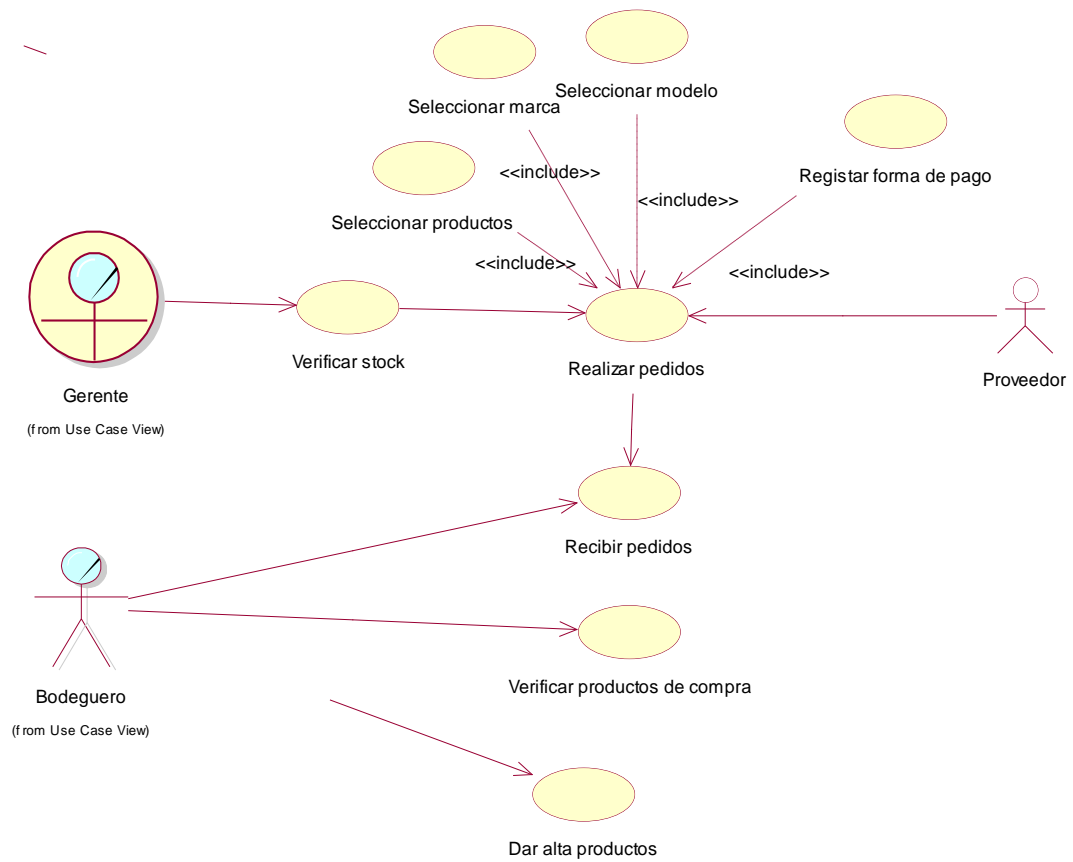 Seleccionar modelo
Seleccionar marca
<<include>>
Registar forma de pago
<<include>>
Seleccionar productos
<<include>>
<<include>>
Verificar stock
Realizar pedidos
Proveedor
Gerente
(from Use Case View)
Recibir pedidos
Verificar productos de compra
Bodeguero
(from Use Case View)
Dar alta productos